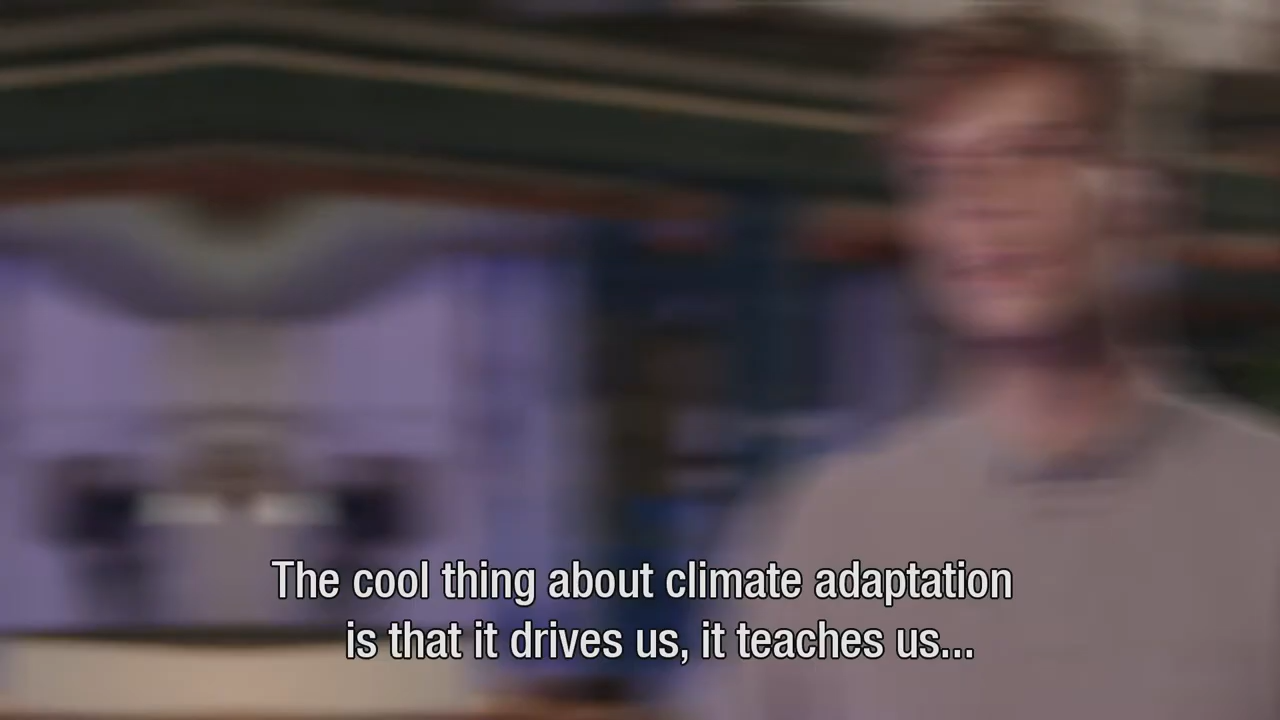 The cool thing about climate adaptation
is that it drives us, it teaches us...